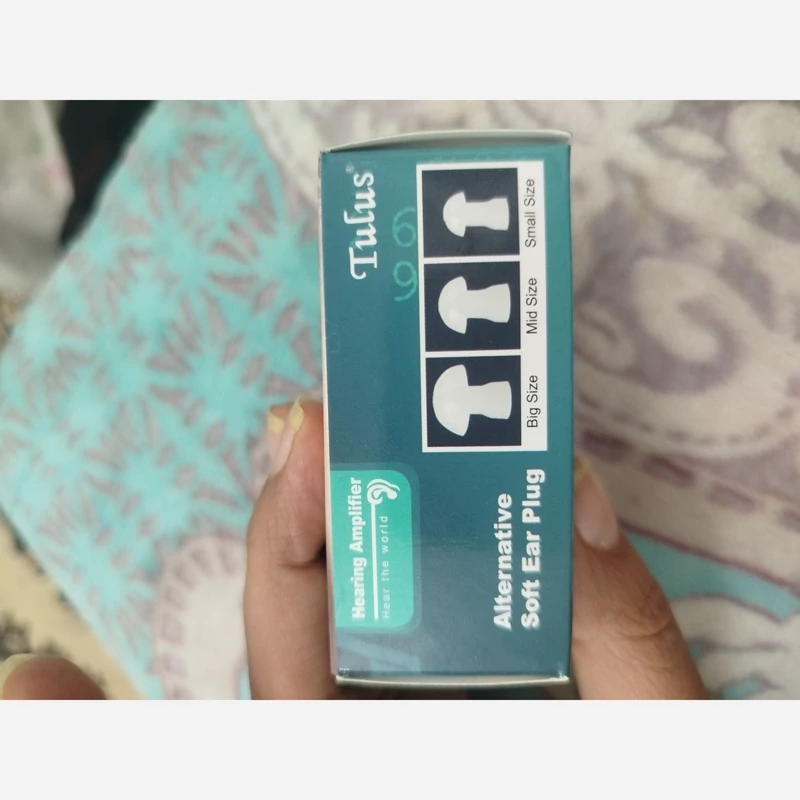 Hearing Amplifier
Hear the world
Tulus®
Alternative
Soft Ear Plug
Big Size
Mid Size
Small Size